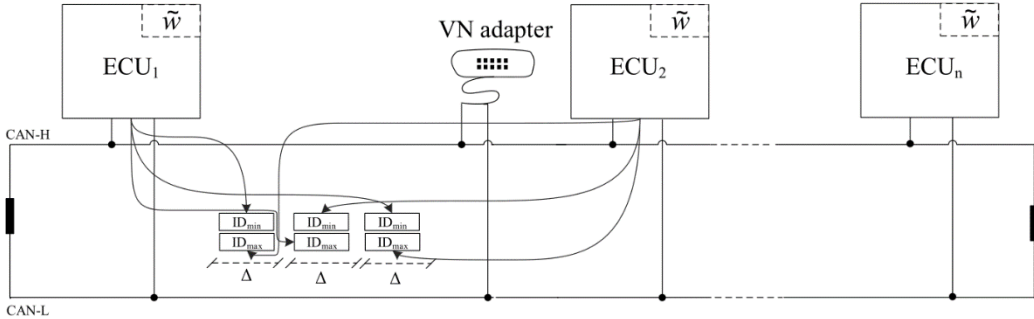 w̃
w̃
w̃
VN adapter
ECU₁
ECU₂
ECUₙ
CAN-H
IDmin
IDmin
IDmin
IDmax
IDmax
IDmax
Δ
Δ
Δ
CAN-L